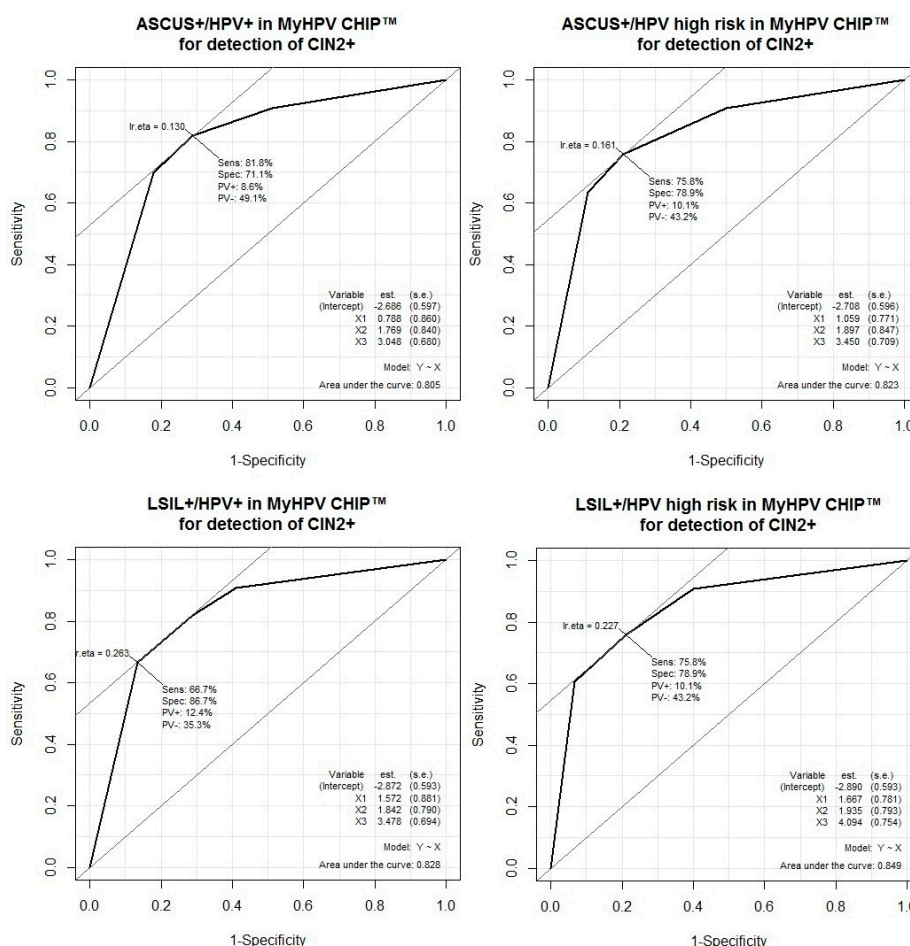 ASCUS+/HPV+ in MyHPV CHIP™
for detection of CIN2+
1.0
0.8
0.6
0.4
0.2
0.0
Sensitivity
lr.eta = 0.130
Sens: 81.8%
Spec: 71.1%
PV+: 8.6%
PV-: 49.1%
Variable est. (s.e.)
(Intercept) -2.686 (0.597)
X1 0.788 (0.860)
X2 1.769 (0.840)
X3 3.048 (0.680)
Model: Y ~ X
Area under the curve: 0.805
0.0 0.2 0.4 0.6 0.8 1.0
1-Specificity
ASCUS+/HPV high risk in MyHPV CHIP™
for detection of CIN2+
1.0
0.8
0.6
0.4
0.2
0.0
Sensitivity
lr.eta = 0.161
Sens: 75.8%
Spec: 78.9%
PV+: 10.1%
PV-: 43.2%
Variable est. (s.e.)
(Intercept) -2.708 (0.596)
X1 1.059 (0.771)
X2 1.897 (0.847)
X3 3.450 (0.709)
Model: Y ~ X
Area under the curve: 0.823
0.0 0.2 0.4 0.6 0.8 1.0
1-Specificity
LSIL+/HPV+ in MyHPV CHIP™
for detection of CIN2+
1.0
0.8
0.6
0.4
0.2
0.0
Sensitivity
r.eta = 0.263
Sens: 66.7%
Spec: 86.7%
PV+: 12.4%
PV-: 35.3%
Variable est. (s.e.)
(Intercept) -2.872 (0.593)
X1 1.572 (0.881)
X2 1.842 (0.790)
X3 3.478 (0.694)
Model: Y ~ X
Area under the curve: 0.828
0.0 0.2 0.4 0.6 0.8 1.0
1-Specificity
LSIL+/HPV high risk in MyHPV CHIP™
for detection of CIN2+
1.0
0.8
0.6
0.4
0.2
0.0
Sensitivity
lr.eta = 0.227
Sens: 75.8%
Spec: 78.9%
PV+: 10.1%
PV-: 43.2%
Variable est. (s.e.)
(Intercept) -2.890 (0.593)
X1 1.667 (0.781)
X2 1.935 (0.793)
X3 4.094 (0.754)
Model: Y ~ X
Area under the curve: 0.849
0.0 0.2 0.4 0.6 0.8 1.0
1-Specificity